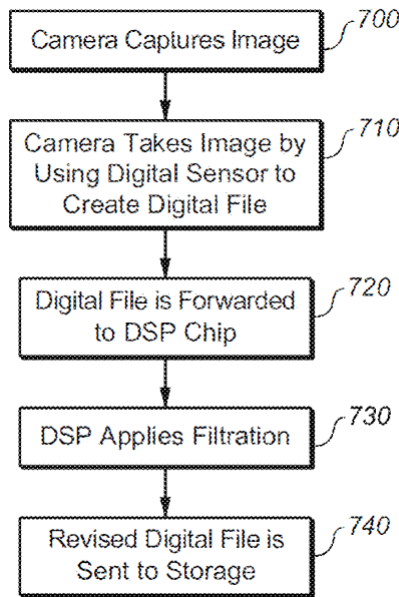 Camera Captures Image
700
Camera Takes Image by
Using Digital Sensor to
Create Digital File
710
Digital File is Forwarded
to DSP Chip
720
DSP Applies Filtration
730
Revised Digital File is
Sent to Storage
740